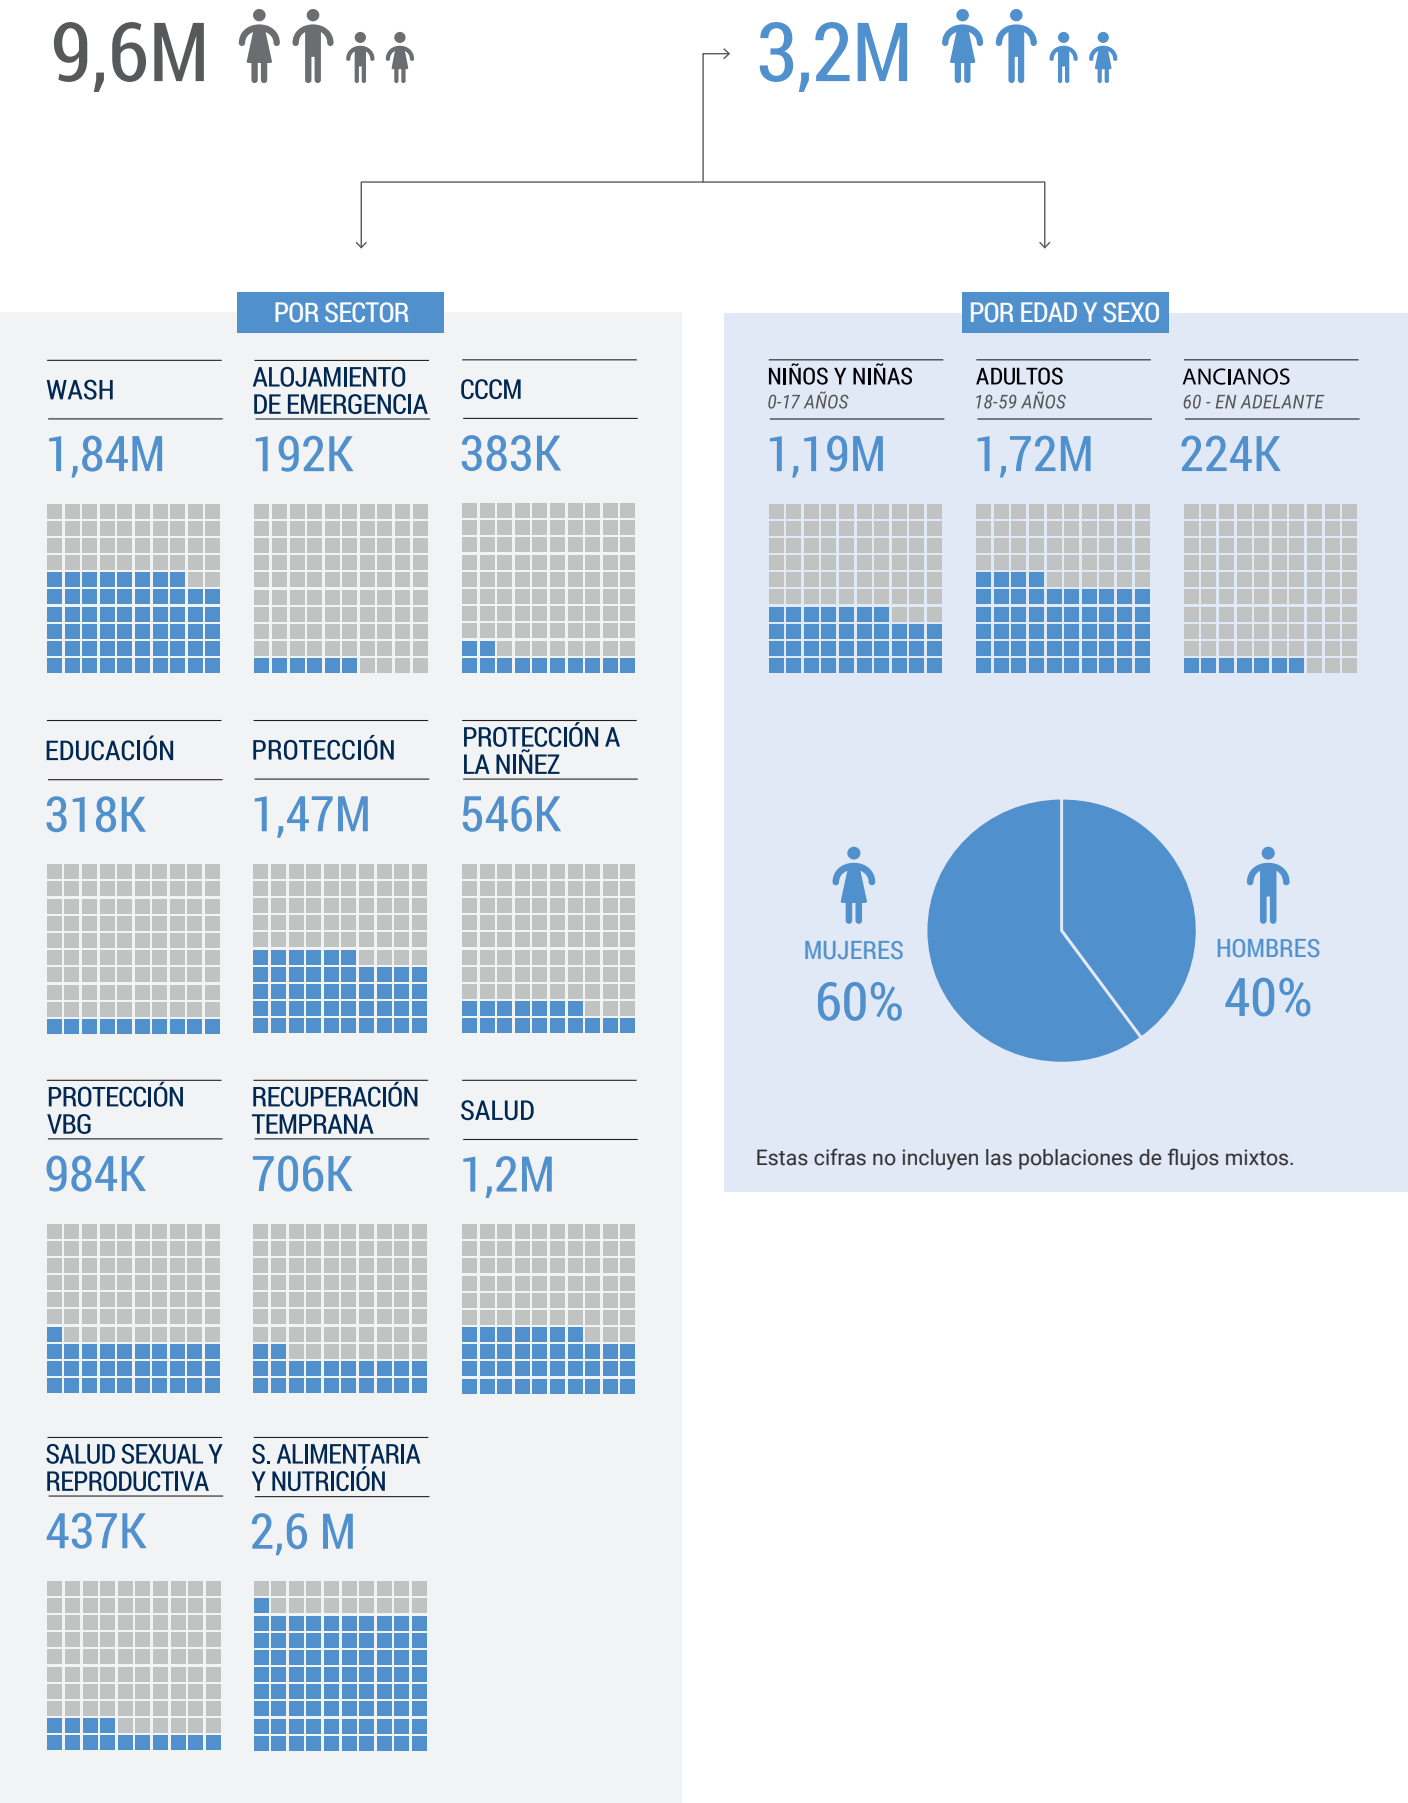 9,6M
3,2M
POR SECTOR
WASH
1,84M
ALOJAMIENTO
DE EMERGENCIA
192K
CCCM
383K
EDUCACIÓN
318K
PROTECCIÓN
1,47M
PROTECCIÓN A
LA NIÑEZ
546K
PROTECCIÓN
VBG
984K
RECUPERACIÓN
TEMPRANA
706K
SALUD
1,2M
SALUD SEXUAL Y
REPRODUCTIVA
437K
S. ALIMENTARIA
Y NUTRICIÓN
2,6 M
POR EDAD Y SEXO
NIÑOS Y NIÑAS
0-17 AÑOS
1,19M
ADULTOS
18-59 AÑOS
1,72M
ANCIANOS
60 - EN ADELANTE
224K
MUJERES
60%
HOMBRES
40%
Estas cifras no incluyen las poblaciones de flujos mixtos.